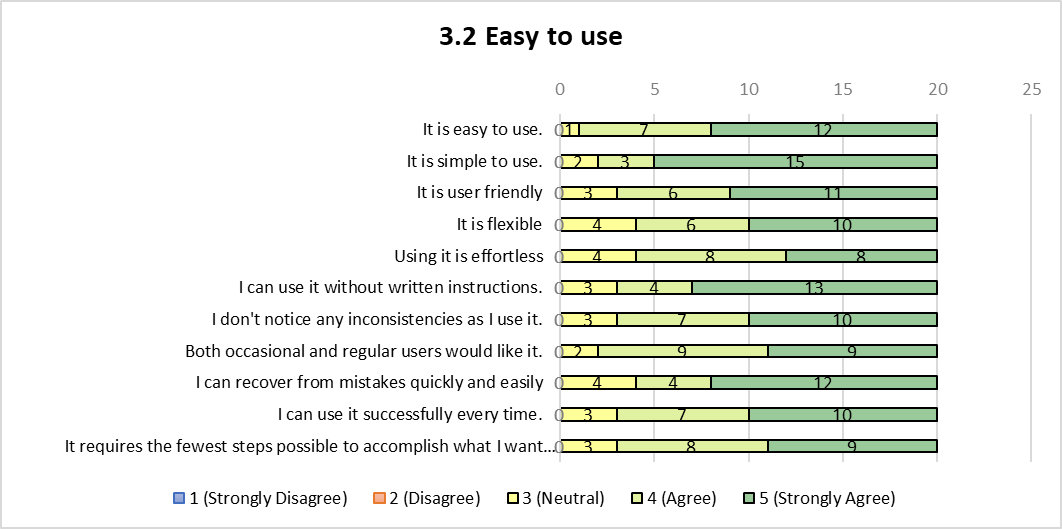 3.2 Easy to use
0 5 10 15 20 25
It is easy to use. 0 1 7 12
It is simple to use. 0 2 3 15
It is user friendly 0 3 6 11
It is flexible 0 4 6 10
Using it is effortless 0 4 8 8
I can use it without written instructions. 0 3 4 13
I don't notice any inconsistencies as I use it. 0 3 7 10
Both occasional and regular users would like it. 0 2 9 9
I can recover from mistakes quickly and easily 0 4 4 12
I can use it successfully every time. 0 3 7 10
It requires the fewest steps possible to accomplish what I want... 0 3 8 9
1 (Strongly Disagree) 2 (Disagree) 3 (Neutral) 4 (Agree) 5 (Strongly Agree)